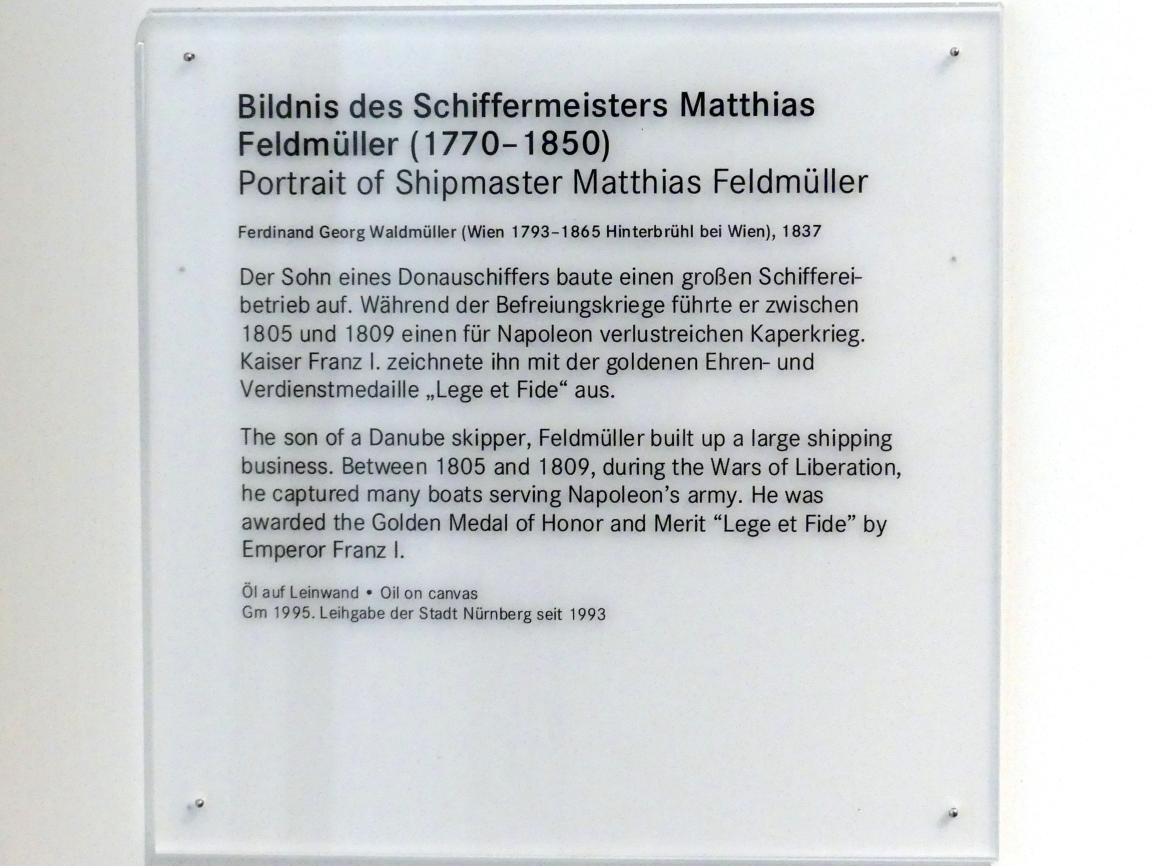 Bildnis des Schiffermeisters Matthias
Feldmüller (1770–1850)
Portrait of Shipmaster Matthias Feldmüller
Ferdinand Georg Waldmüller (Wien 1793–1865 Hinterbrühl bei Wien), 1837
Der Sohn eines Donauschiffers baute einen großen Schifferei-
betrieb auf. Während der Befreiungskriege führte er zwischen
1805 und 1809 einen für Napoleon verlustreichen Kaperkrieg.
Kaiser Franz I. zeichnete ihn mit der goldenen Ehren- und
Verdienstmedaille „Lege et Fide“ aus.
The son of a Danube skipper, Feldmüller built up a large shipping
business. Between 1805 and 1809, during the Wars of Liberation,
he captured many boats serving Napoleon’s army. He was
awarded the Golden Medal of Honor and Merit “Lege et Fide” by
Emperor Franz I.
Öl auf Leinwand • Oil on canvas
Gm 1995. Leihgabe der Stadt Nürnberg seit 1993